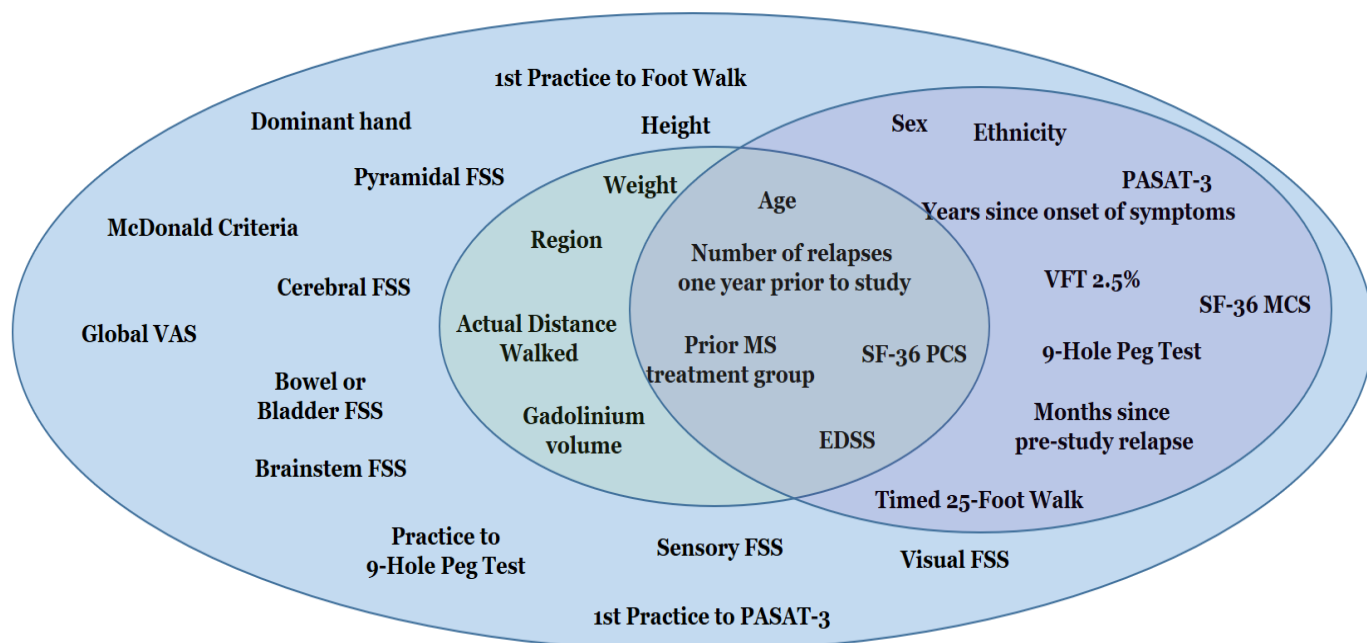 1st Practice to Foot Walk
Dominant hand
Height
Sex
Ethnicity
Pyramidal FSS
Weight
Age
PASAT-3
Years since onset of symptoms
McDonald Criteria
Region
Number of relapses
one year prior to study
Cerebral FSS
VFT 2.5%
SF-36 MCS
Global VAS
Actual Distance
Walked
Prior MS
treatment group
SF-36 PCS
9-Hole Peg Test
Bowel or
Bladder FSS
Gadolinium
volume
EDSS
Months since
pre-study relapse
Brainstem FSS
Timed 25-Foot Walk
Practice to
9-Hole Peg Test
Sensory FSS
Visual FSS
1st Practice to PASAT-3